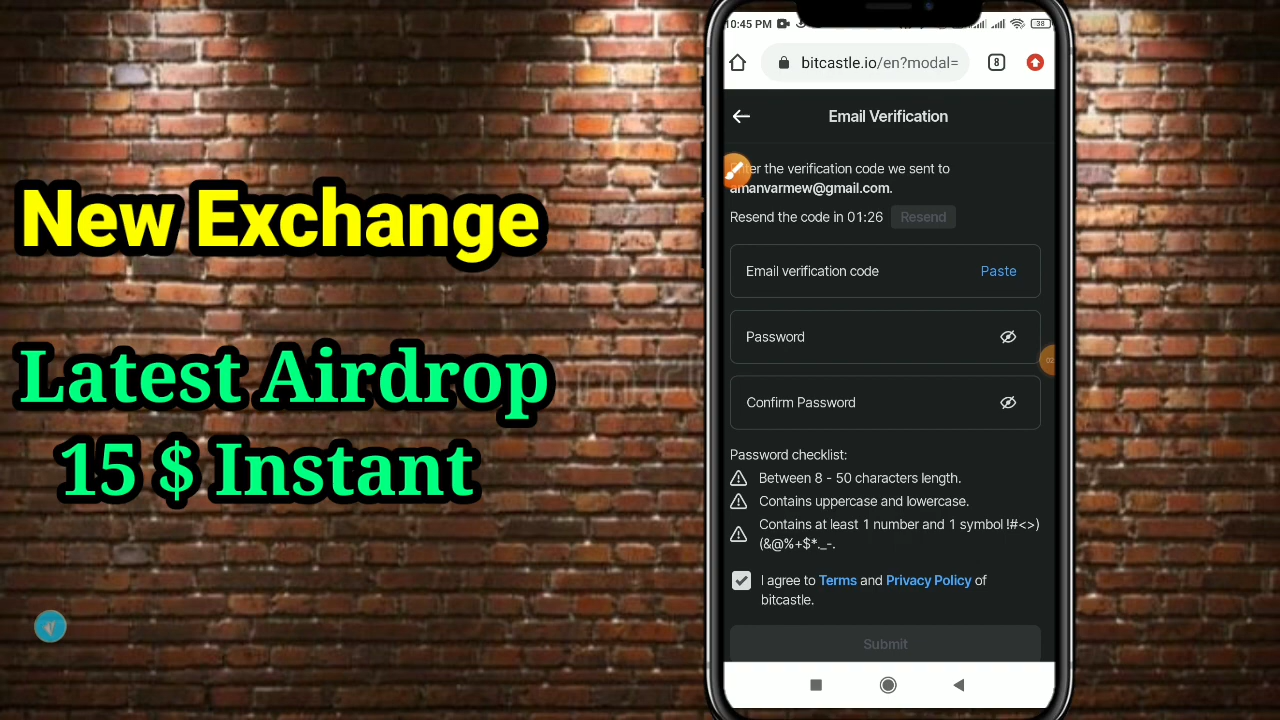 New Exchange
Latest Airdrop
15 $ Instant
10:45 PM
38
bitcastle.io/en?modal=
8
Email Verification
Enter the verification code we sent to
amanvarmew@gmail.com.
Resend the code in 01:26 Resend
Email verification code Paste
Password
Confirm Password
Password checklist:
Between 8 - 50 characters length.
Contains uppercase and lowercase.
Contains at least 1 number and 1 symbol !#<>)
(&@%+$*._-.
I agree to Terms and Privacy Policy of
bitcastle.
Submit